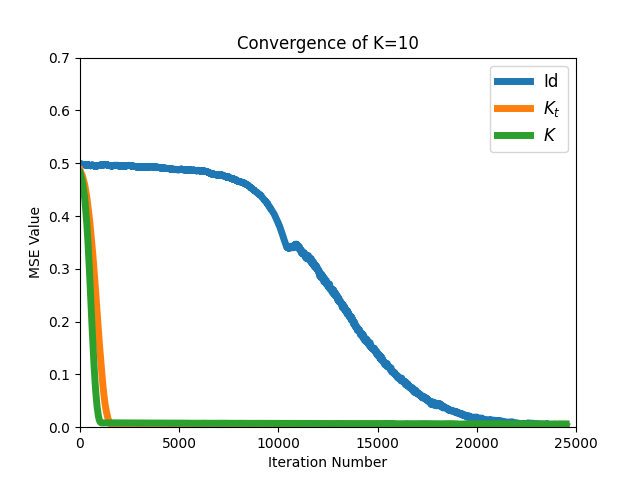 Convergence of K=10
MSE Value
0.7
0.6
0.5
0.4
0.3
0.2
0.1
0.0
Id
K_t
K
0 5000 10000 15000 20000 25000
Iteration Number